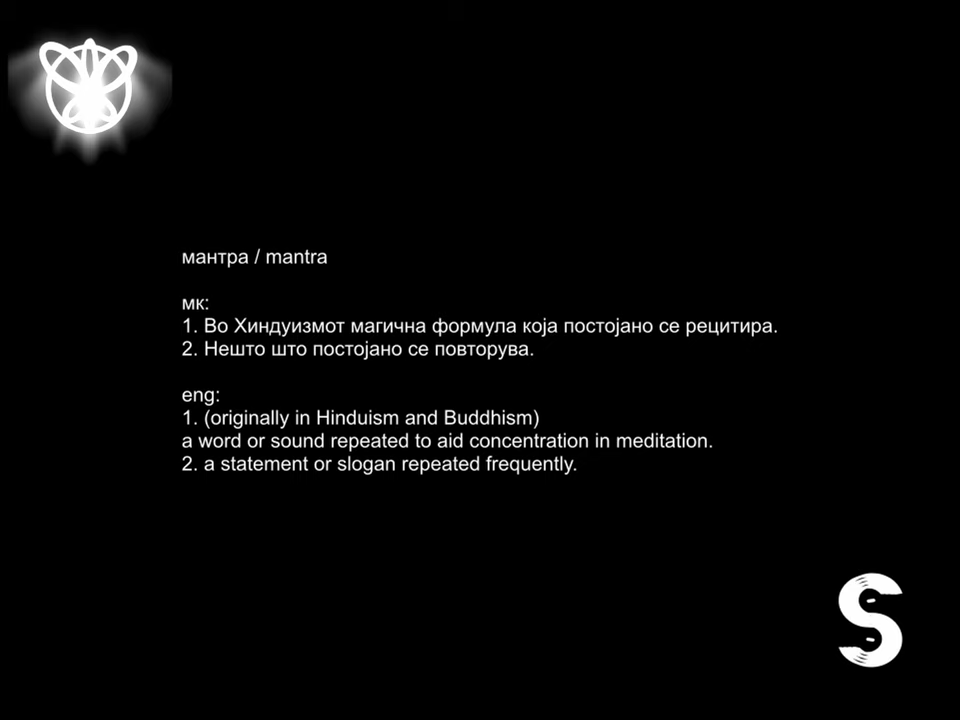 мантра / mantra
мк:
1. Во Хиндуизмот магична формула која постојано се рецитира.
2. Нешто што постојано се повторува.
eng:
1. (originally in Hinduism and Buddhism)
a word or sound repeated to aid concentration in meditation.
2. a statement or slogan repeated frequently.
S